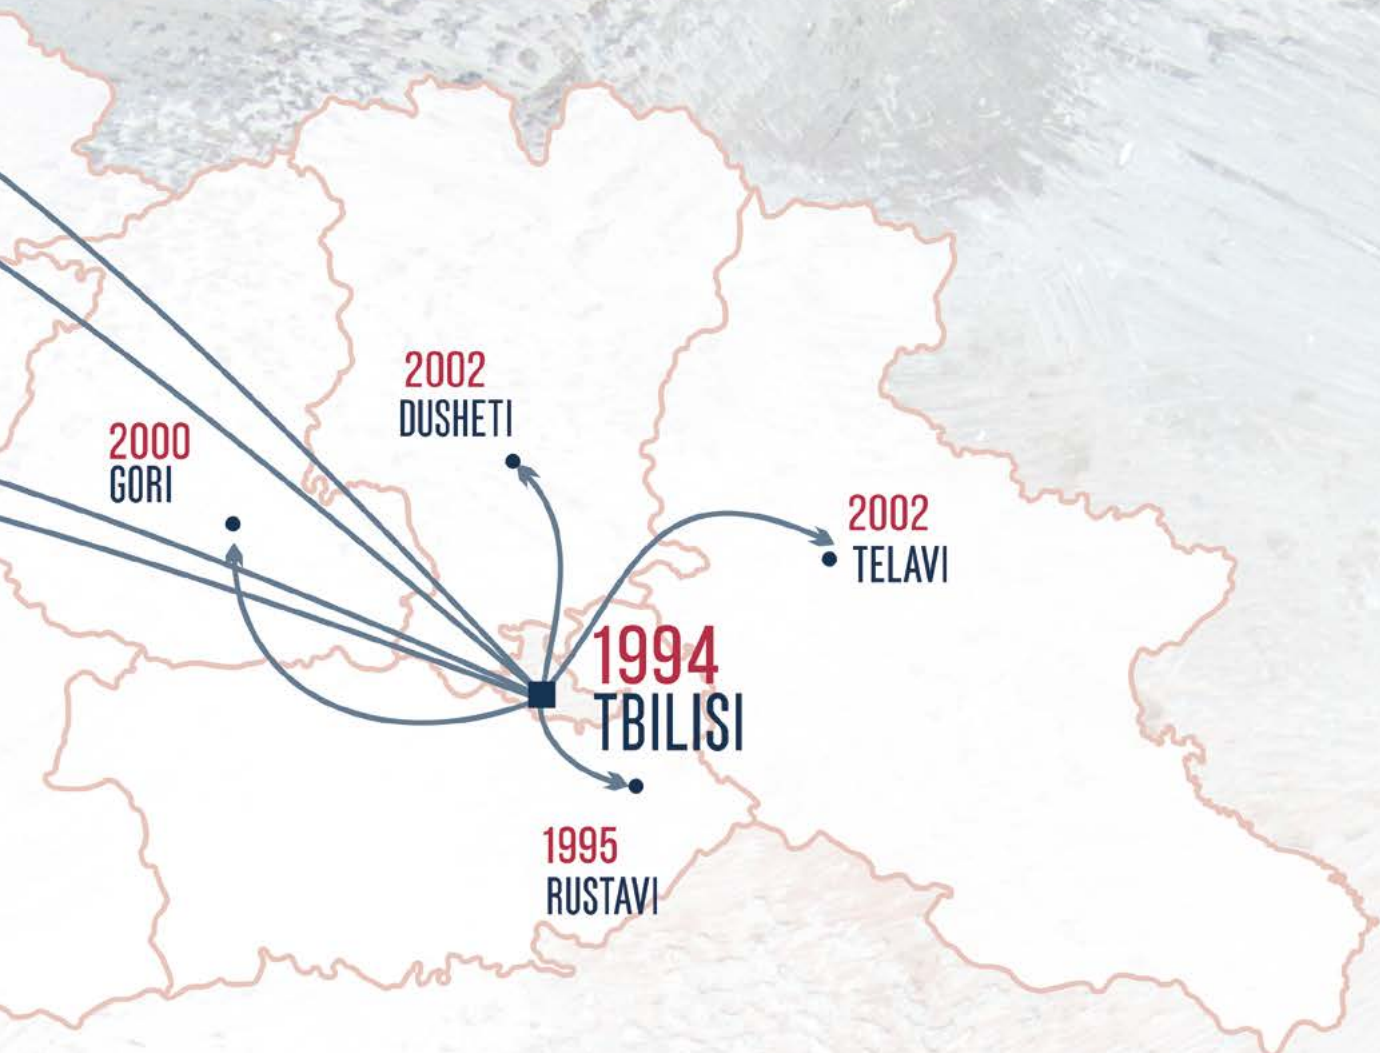 2002
DUSHETI
2000
GORI
2002
TELAVI
1994
TBILISI
1995
RUSTAVI